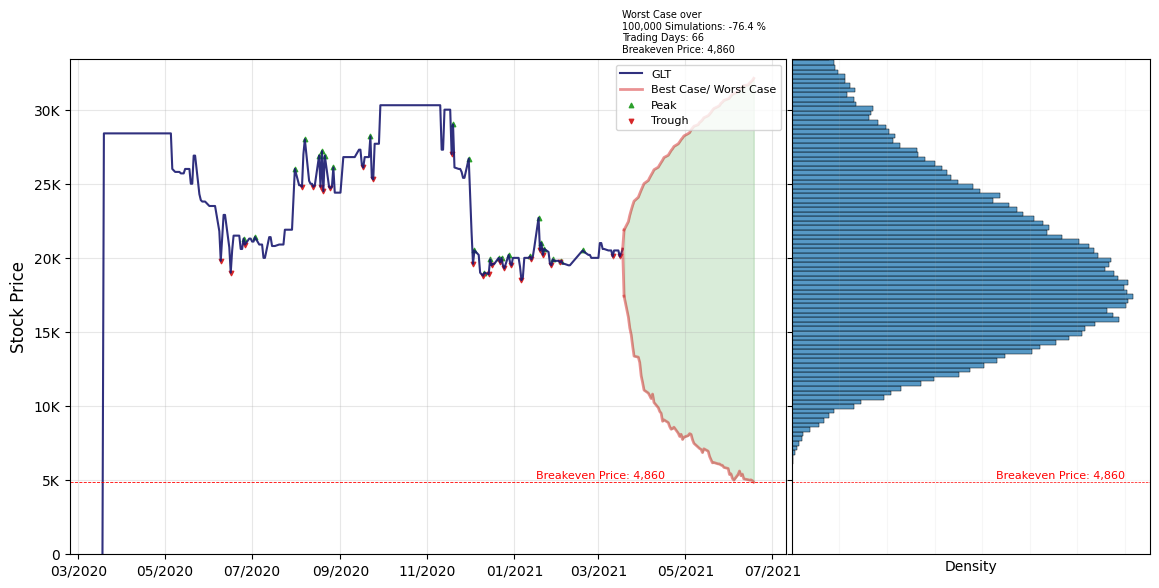 Worst Case over
100,000 Simulations: -76.4 %
Trading Days: 66
Breakeven Price: 4,860
GLT
Best Case/ Worst Case
Peak
Trough
Stock Price
30K
25K
20K
15K
10K
5K
0
Breakeven Price: 4,860
Breakeven Price: 4,860
03/2020
05/2020
07/2020
09/2020
11/2020
01/2021
03/2021
05/2021
07/2021
Density